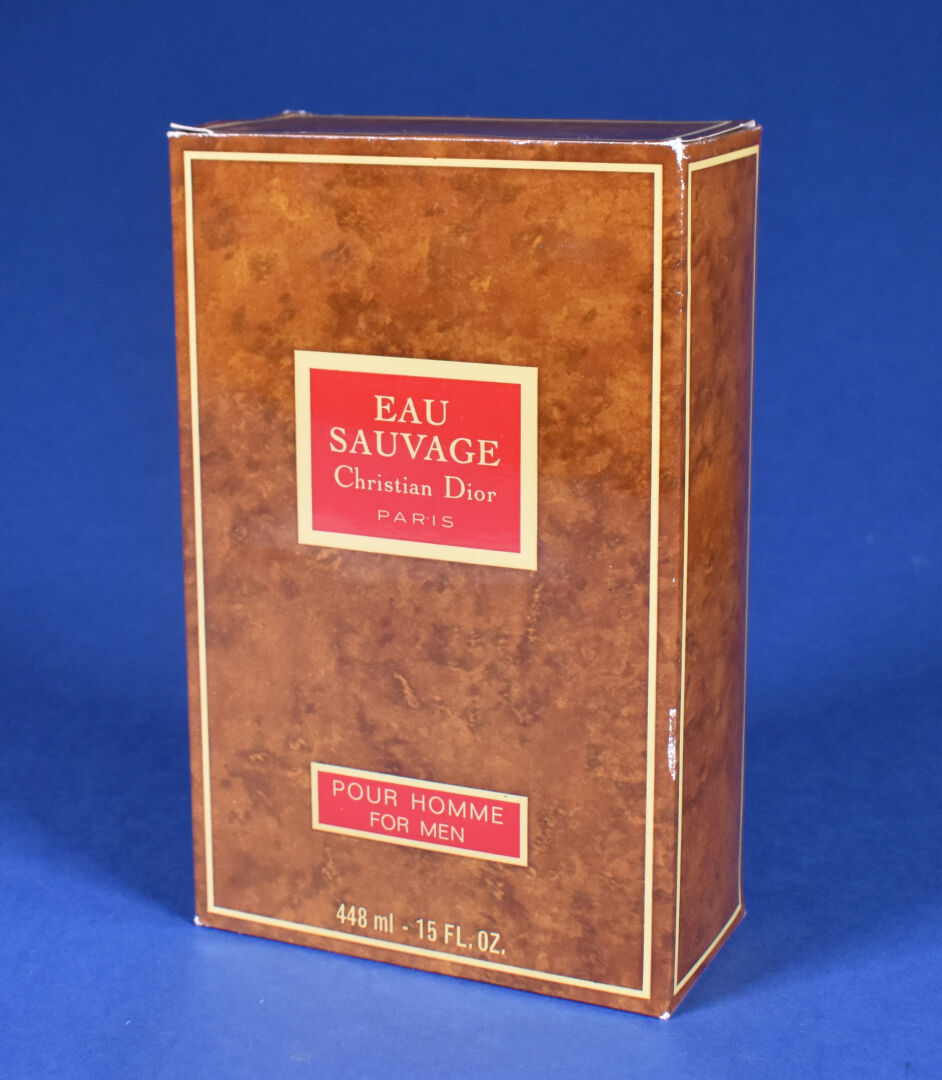 EAU
SAUVAGE
Christian Dior
PARIS
POUR HOMME
FOR MEN
448 ml - 15 FL. OZ.